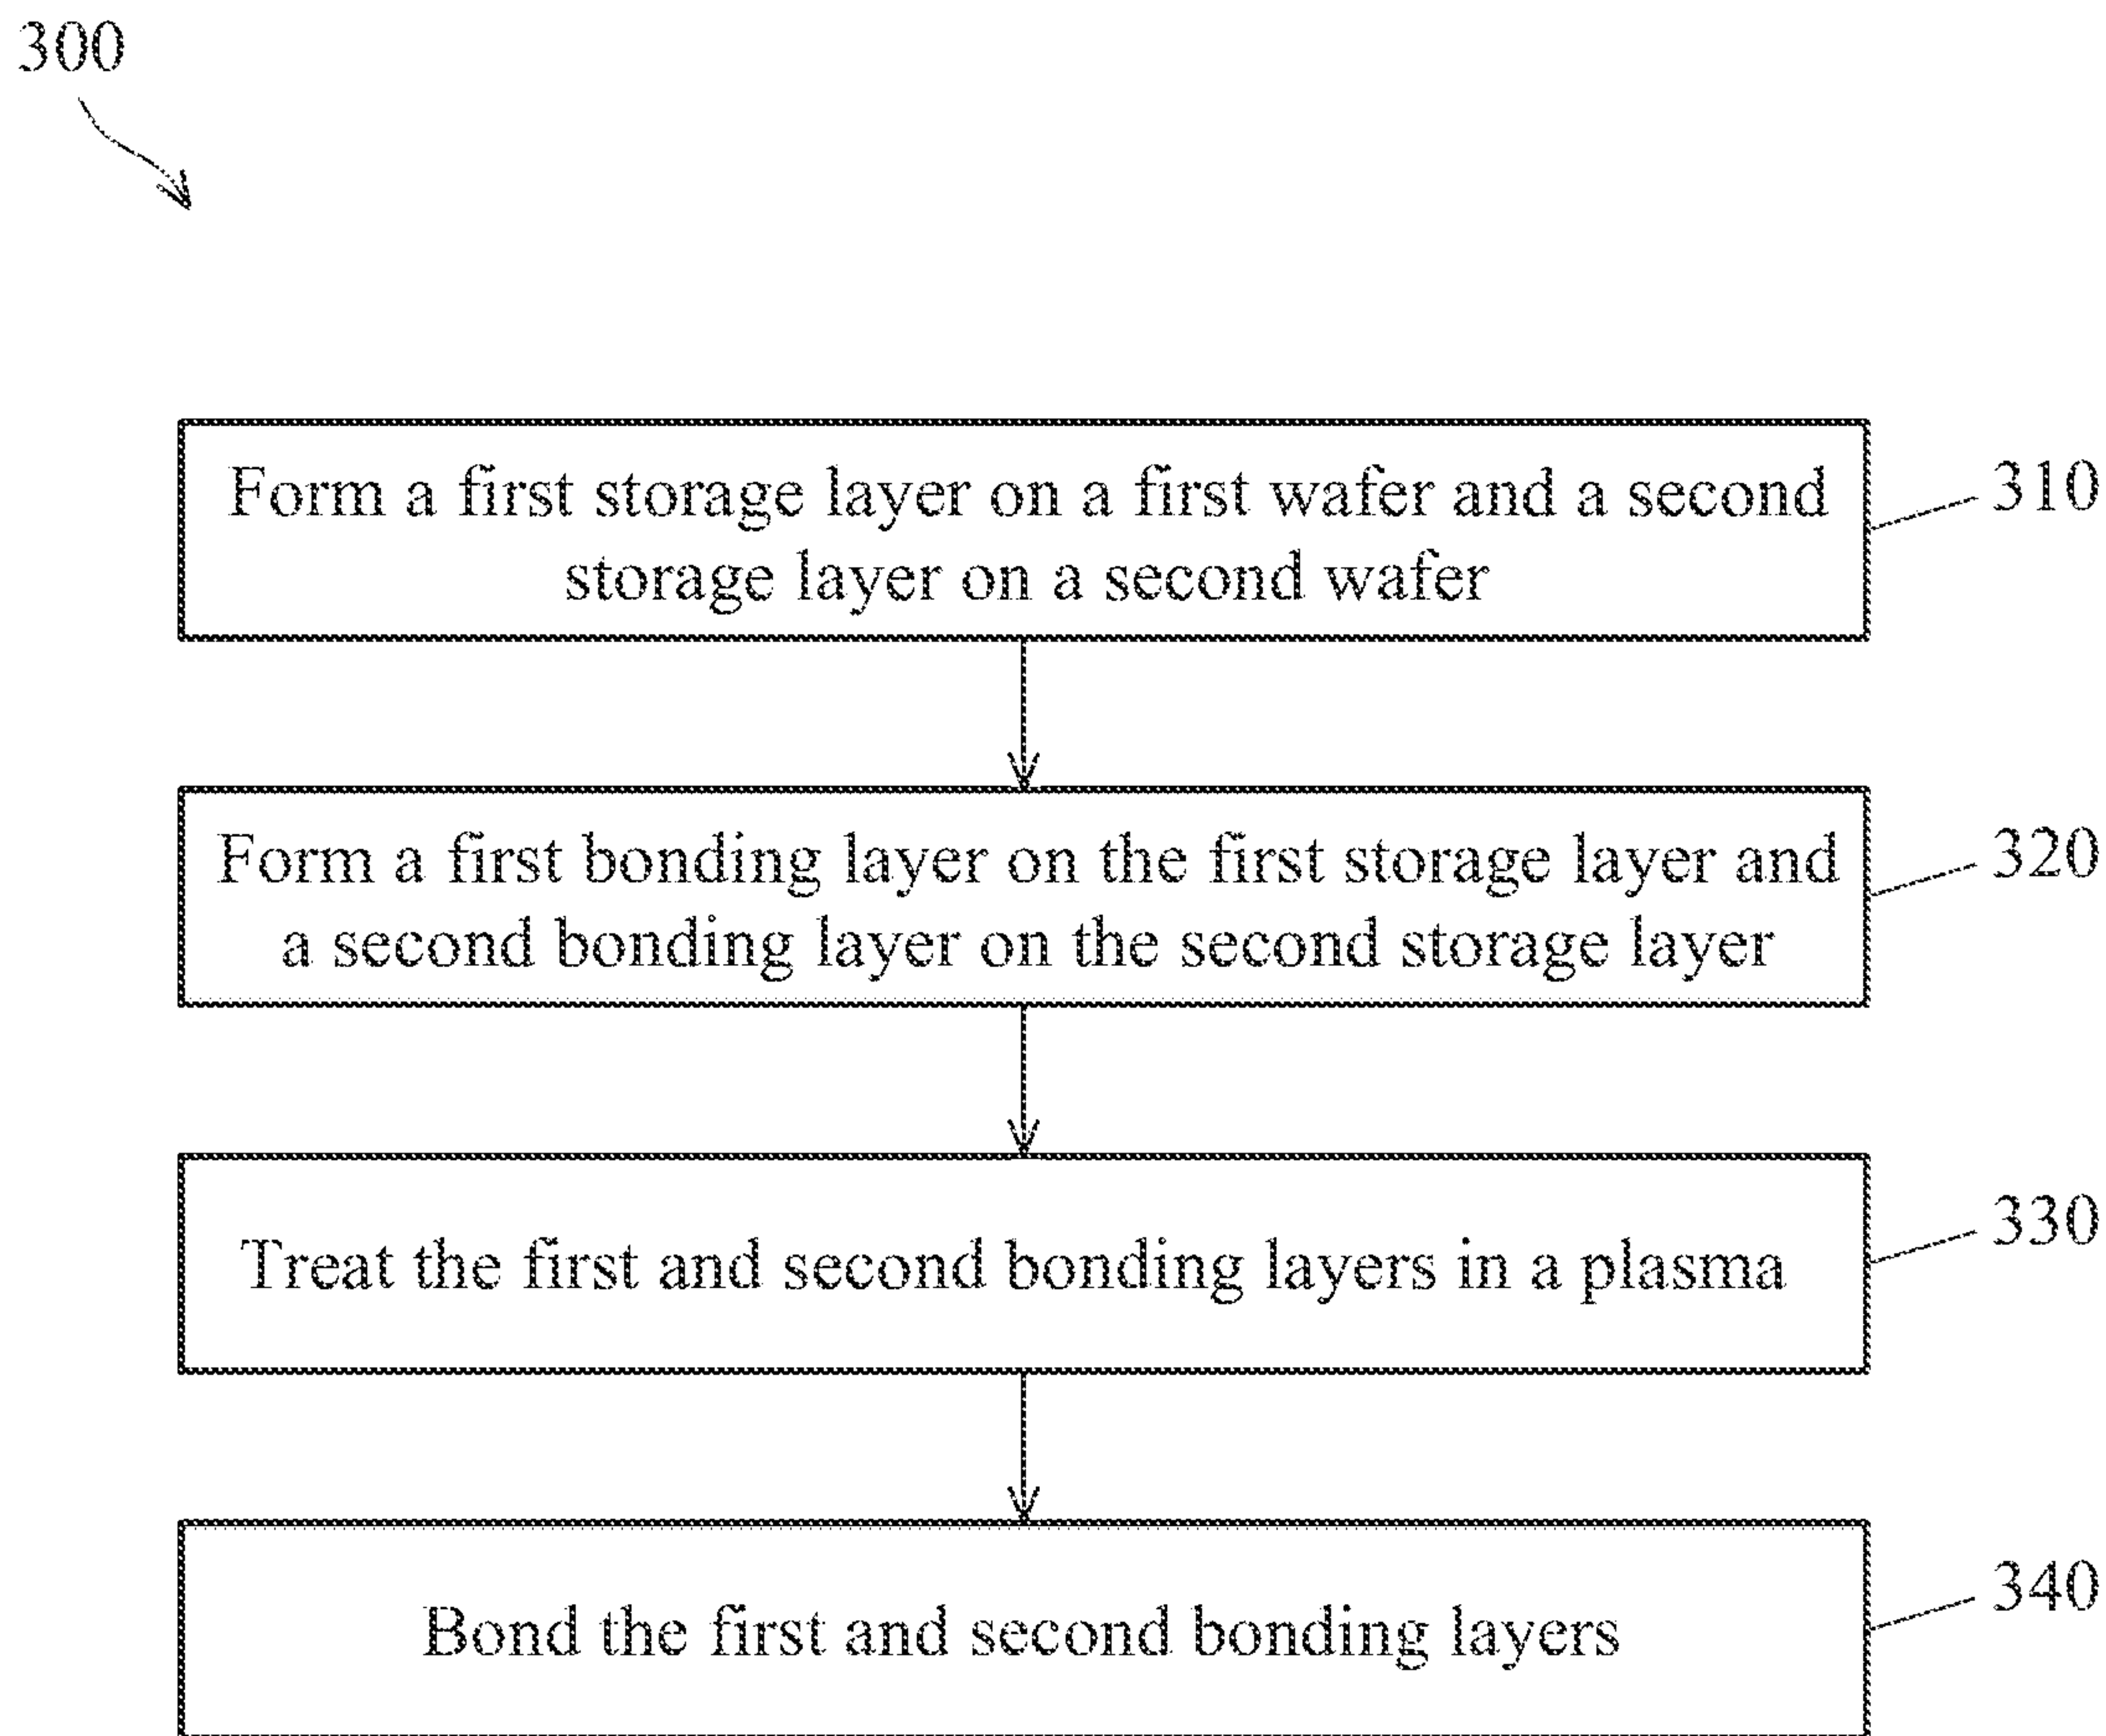 300
Form a first storage layer on a first wafer and a second
storage layer on a second wafer
310
Form a first bonding layer on the first storage layer and
a second bonding layer on the second storage layer
320
Treat the first and second bonding layers in a plasma
330
Bond the first and second bonding layers
340